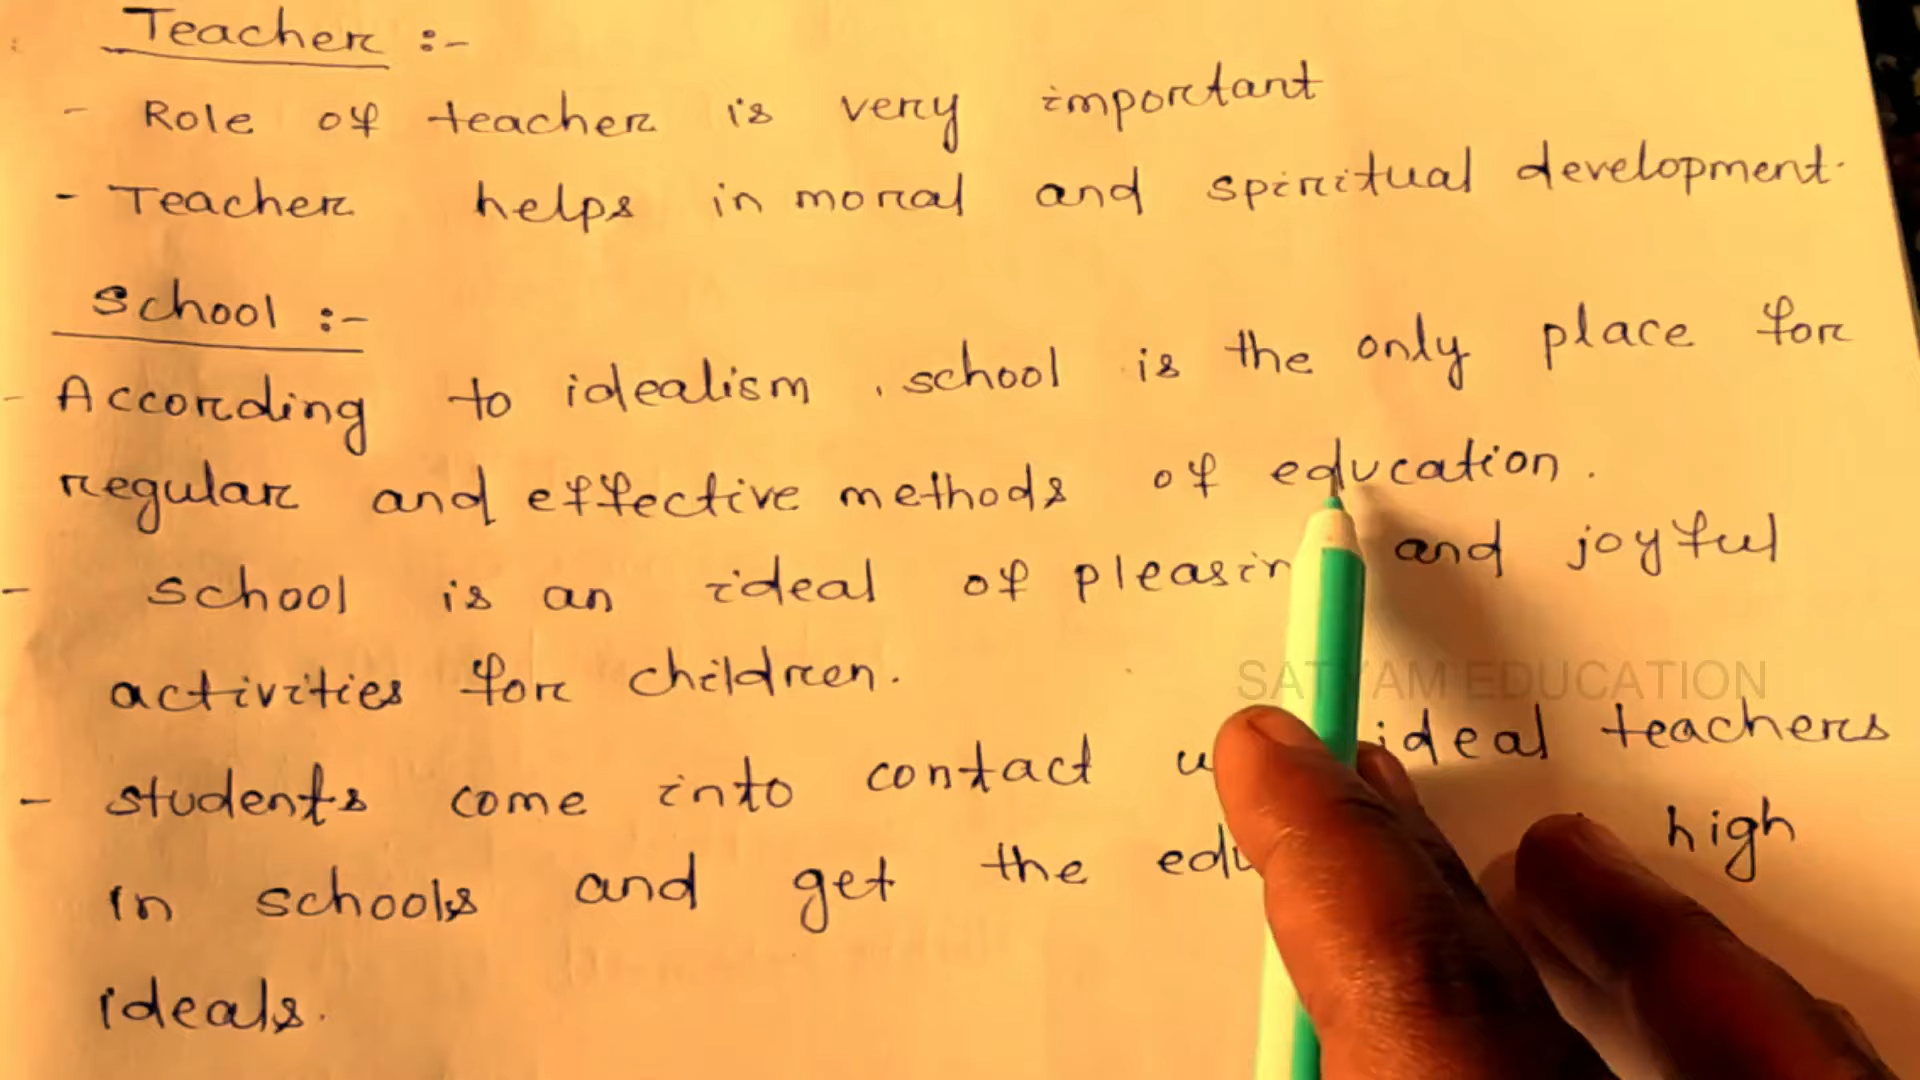 Teacher :-
- Role of teacher is very important
- Teacher helps in moral and spiritual development.
School :-
- According to idealism, school is the only place for
regular and effective methods of education.
- School is an ideal of pleasing and joyful
activities for children.
SATYAM EDUCATION
- Students come into contact ideal teachers
in schools and get the high
ideals.